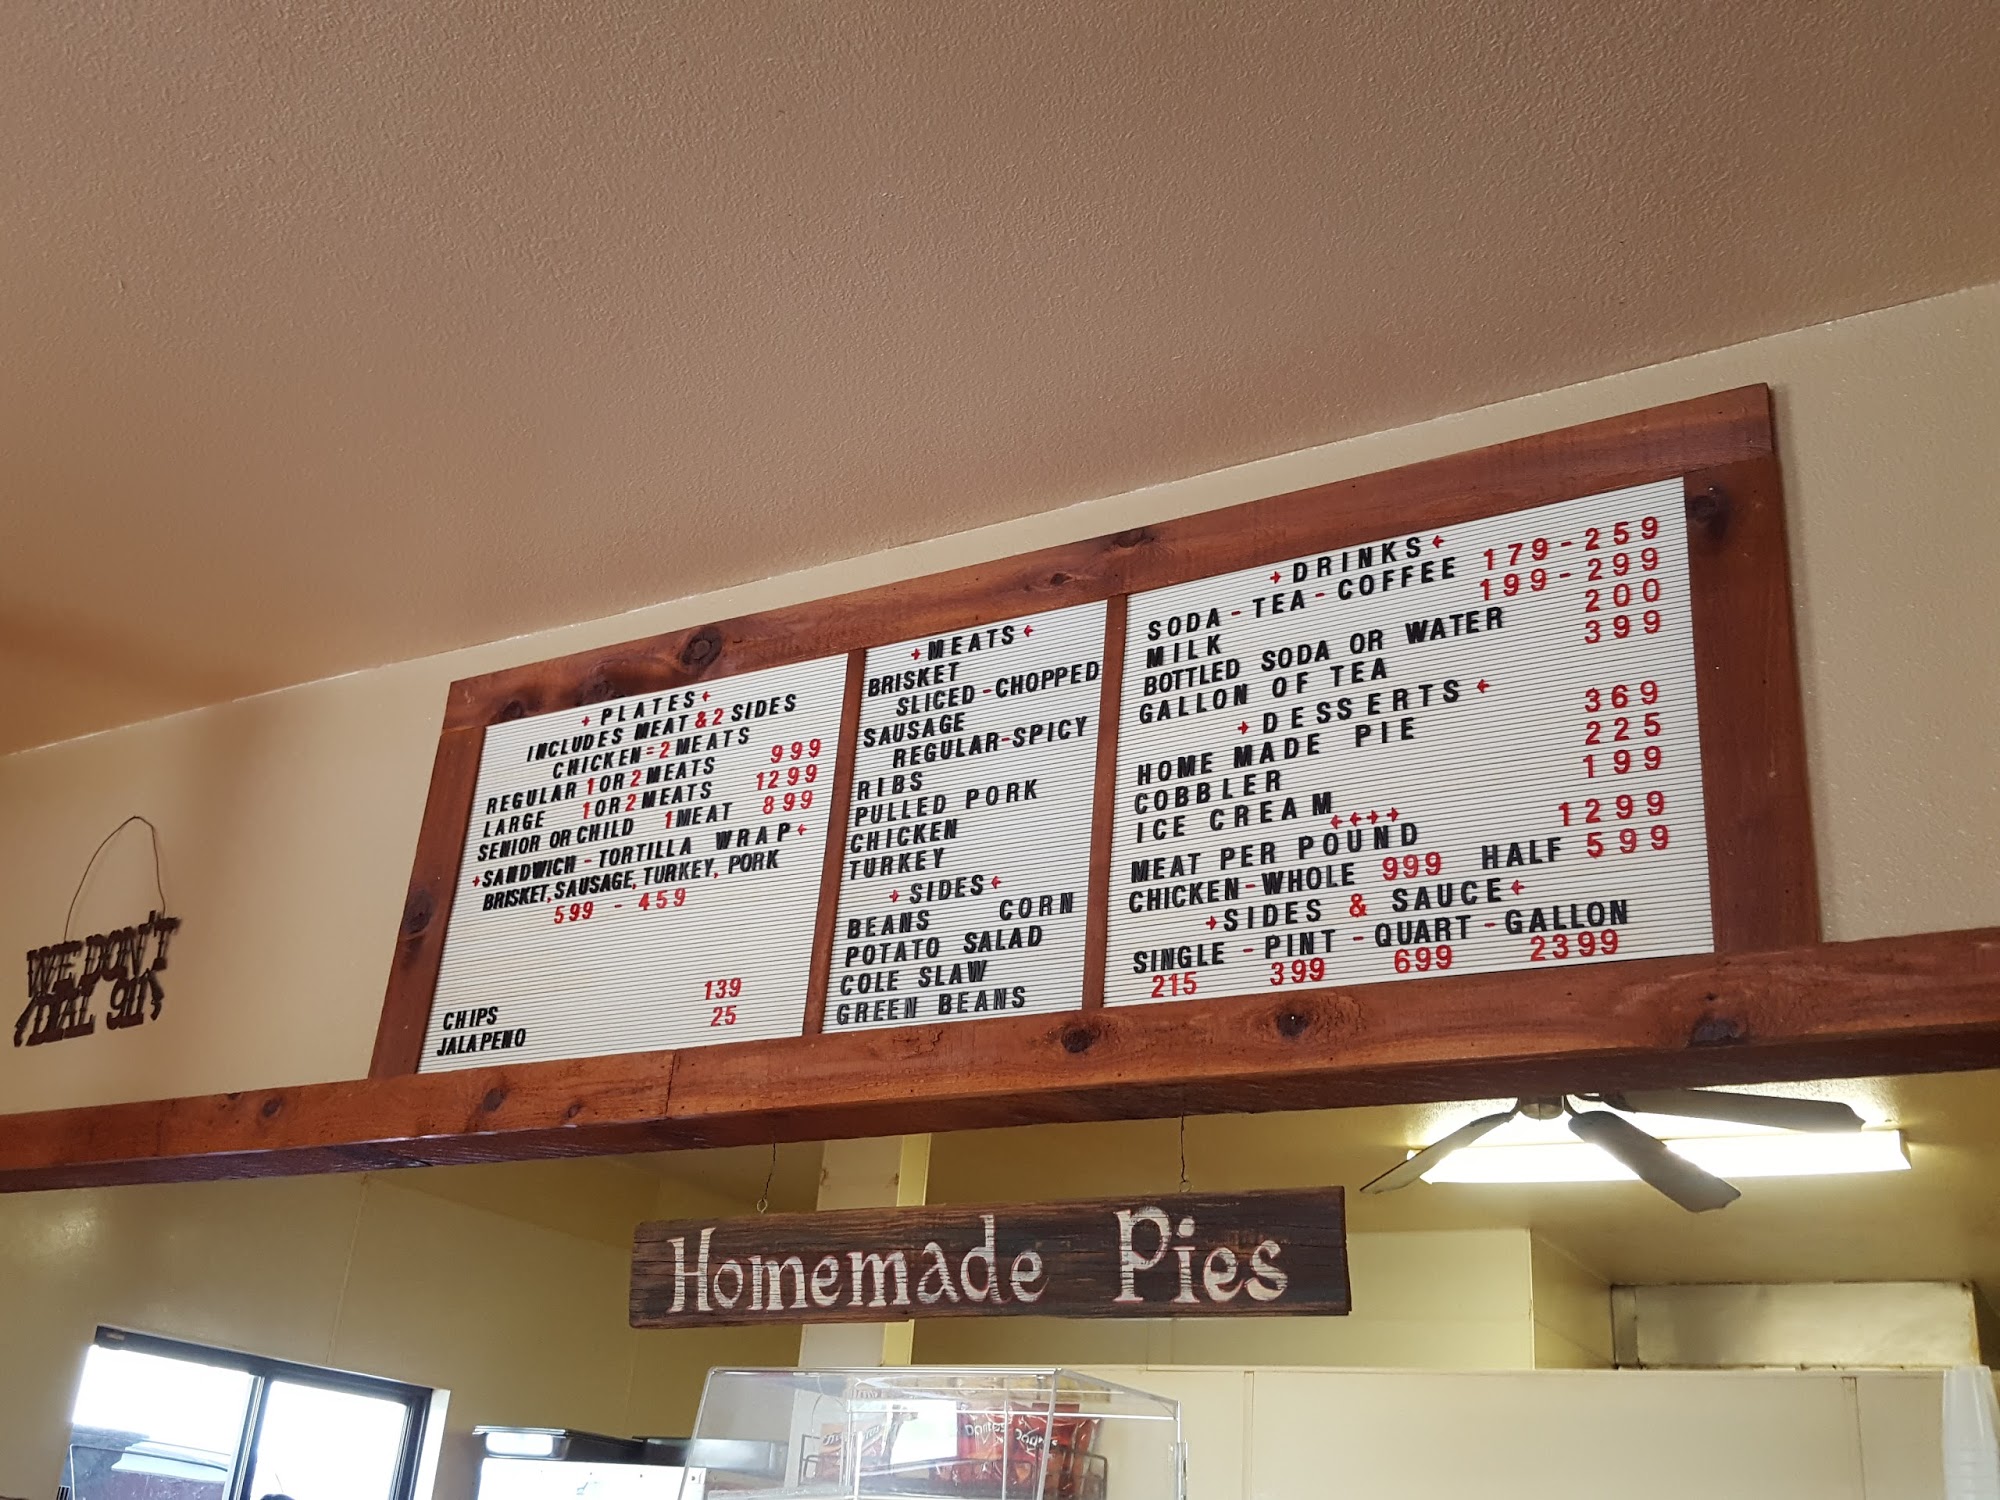 WE DON'T
DIAL 911
PLATES
INCLUDES MEAT & 2 SIDES
CHICKEN = 2 MEATS
REGULAR 1 OR 2 MEATS 999
LARGE 1 OR 2 MEATS 1299
SENIOR OR CHILD 1 MEAT 899
SANDWICH - TORTILLA WRAP
BRISKET, SAUSAGE, TURKEY, PORK
599 - 459
CHIPS 139
JALAPENO 25
MEATS
BRISKET
SLICED - CHOPPED
SAUSAGE
REGULAR-SPICY
RIBS
PULLED PORK
CHICKEN
TURKEY
SIDES
BEANS CORN
POTATO SALAD
COLE SLAW
GREEN BEANS
DRINKS
SODA - TEA - COFFEE 179-259
MILK 199-299
BOTTLED SODA OR WATER 200
GALLON OF TEA 399
DESSERTS
HOME MADE PIE 369
COBBLER 225
ICE CREAM 199
MEAT PER POUND 1299
CHICKEN-WHOLE 999 HALF 599
SIDES & SAUCE
SINGLE - PINT - QUART - GALLON
215 399 699 2399
Homemade Pies